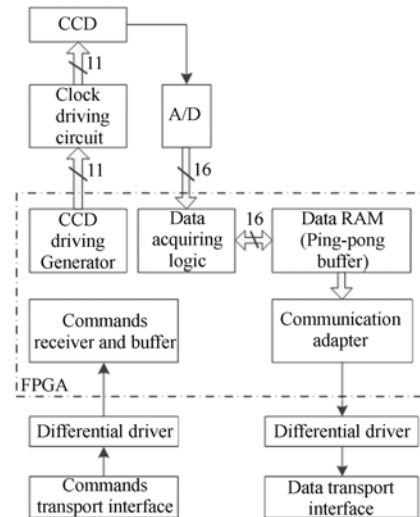 CCD
11
Clock
driving
circuit
A/D
11
16
CCD
driving
Generator
Data
acquiring
logic
16
Data RAM
(Ping-pong
buffer)
Commands
receiver and buffer
Communication
adapter
FPGA
Differential driver
Differential driver
Commands
transport interface
Data transport
interface